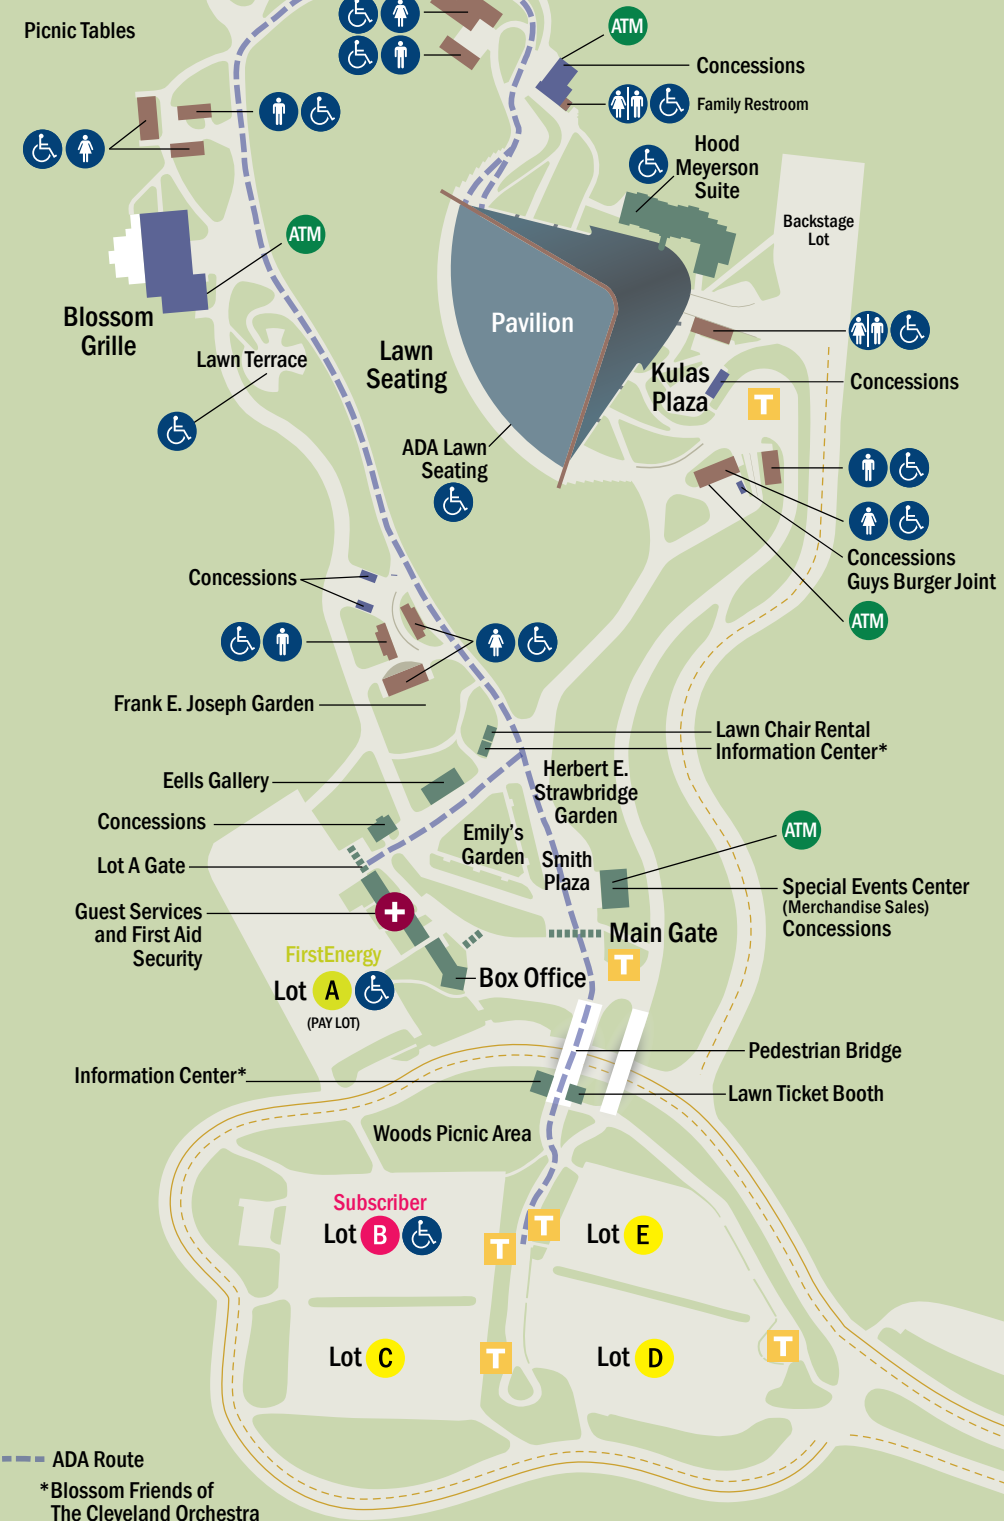 Picnic Tables
ATM
Concessions
Family Restroom
Hood
Meyerson
Suite
Backstage
Lot
ATM
Blossom
Grille
Pavilion
Lawn
Seating
Lawn Terrace
Kulas
Plaza
Concessions
T
ADA Lawn
Seating
Concessions
Guys Burger Joint
ATM
Concessions
Frank E. Joseph Garden
Lawn Chair Rental
Information Center*
Herbert E.
Strawbridge
Garden
Eells Gallery
Concessions
Emily's
Garden
ATM
Smith
Plaza
Lot A Gate
Special Events Center
(Merchandise Sales)
Concessions
Guest Services
and First Aid
Security
Main Gate
T
FirstEnergy
Lot A
(PAY LOT)
Box Office
Pedestrian Bridge
Information Center*
Lawn Ticket Booth
Woods Picnic Area
Subscriber
Lot B
T
T
Lot E
Lot C
T
Lot D
T
ADA Route
*Blossom Friends of
The Cleveland Orchestra